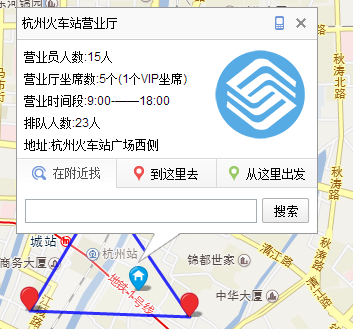 杭州火车站营业厅
营业员人数:15人
营业厅坐席数:5个(1个VIP坐席)
营业时间段:9:00-——18:00
排队人数:23人
地址:杭州火车站广场西侧
在附近找
到这里去
从这里出发
搜索
秋涛北路
秋涛路
清江路
城站
杭州站
商务大厦
地铁1号线
锦都世家
中华大厦
清江路